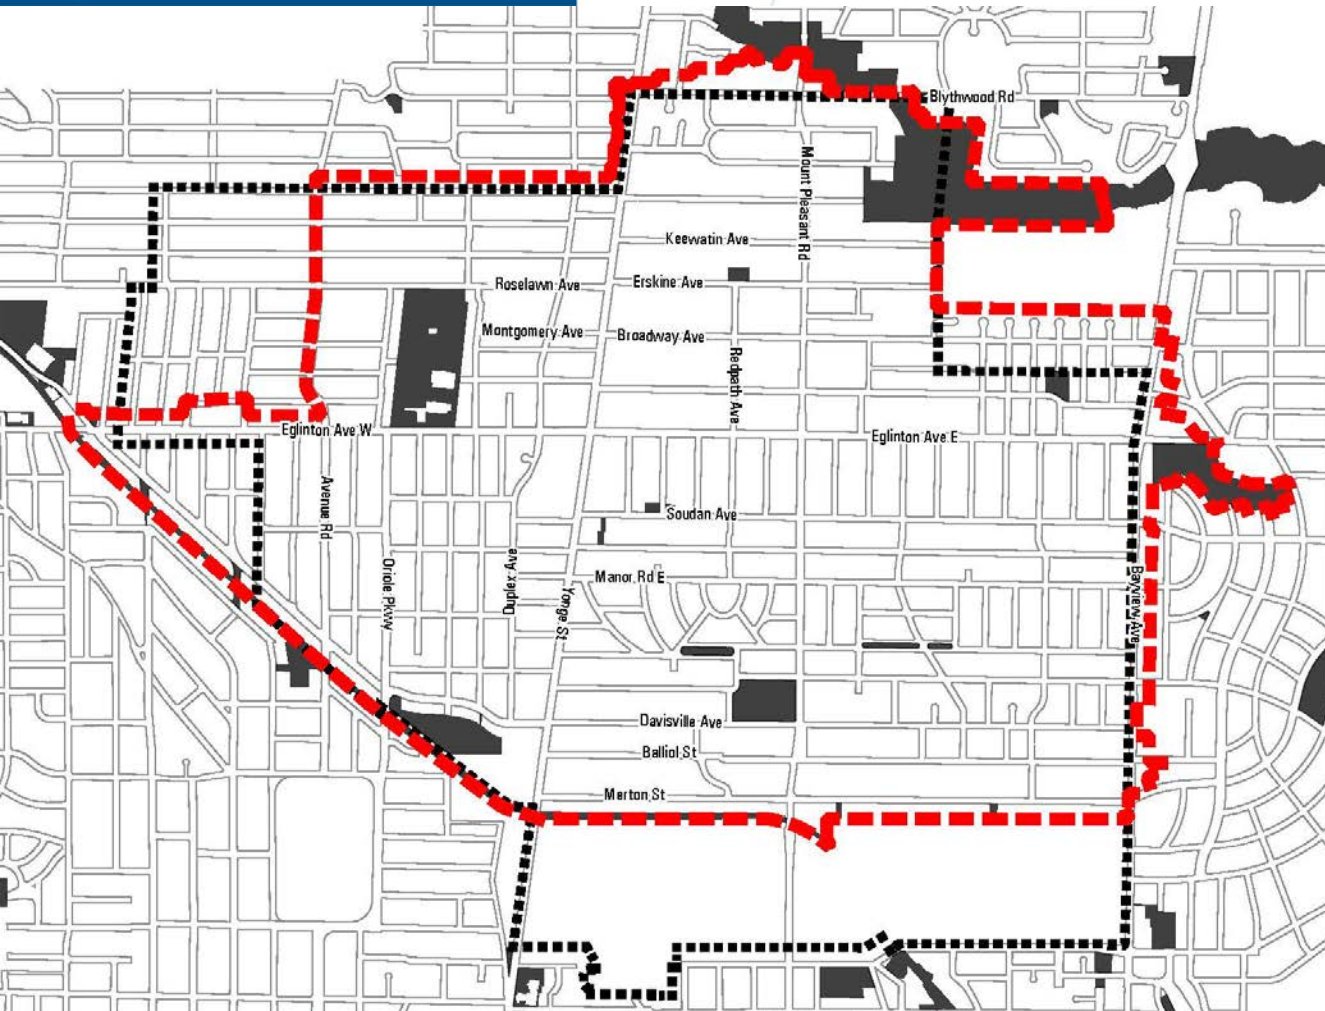 Blythwood Rd
Mount Pleasant Rd
Keewatin Ave
Roselawn Ave
Erskine Ave
Montgomery Ave
Broadway Ave
Redpath Ave
Eglinton Ave W
Eglinton Ave E
Avenue Rd
Soudan Ave
Oriole Pkwy
Duplex Ave
Yonge St
Manor Rd E
Bayview Ave
Davisville Ave
Balliol St
Merton St